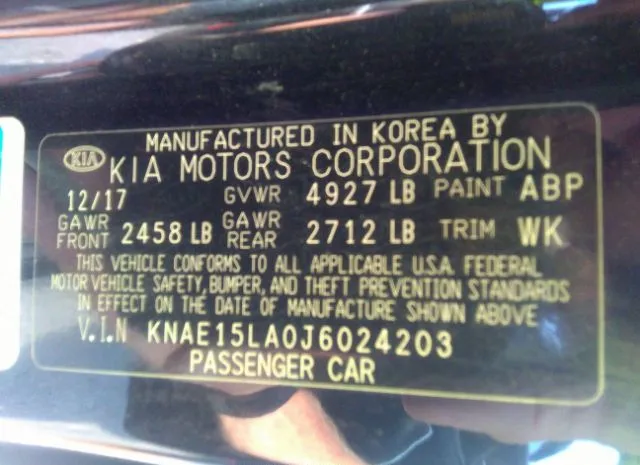 MANUFACTURED IN KOREA BY
KIA KIA MOTORS CORPORATION
12/17 GVWR 4927 LB PAINT ABP
GAWR FRONT 2458 LB GAWR REAR 2712 LB TRIM WK
THIS VEHICLE CONFORMS TO ALL APPLICABLE U.S.A. FEDERAL
MOTOR VEHICLE SAFETY, BUMPER, AND THEFT PREVENTION STANDARDS
IN EFFECT ON THE DATE OF MANUFACTURE SHOWN ABOVE
V.I.N KNAE15LA0J6024203
PASSENGER CAR